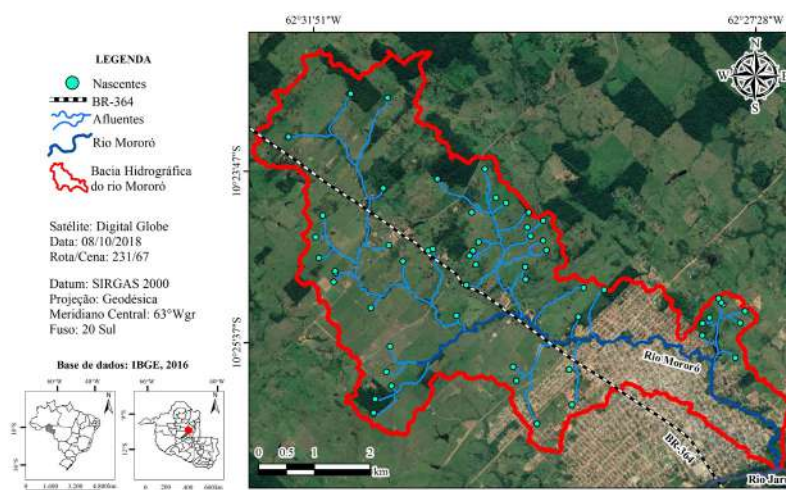 LEGENDA
Nascentes
BR-364
Afluentes
Rio Mororó
Bacia Hidrográfica
do rio Mororó
Satélite: Digital Globe
Data: 08/10/2018
Rota/Cena: 231/67
Datum: SIRGAS 2000
Projeção: Geodésica
Meridiano Central: 63°Wgr
Fuso: 20 Sul
Base de dados: IBGE, 2016
N
N
62°31'51"
62°27'28"
10°23'47"S
10°25'37"S
N
S
Rio Mororó
BR-364
Rio Jaru
0 0.5 1 2
km